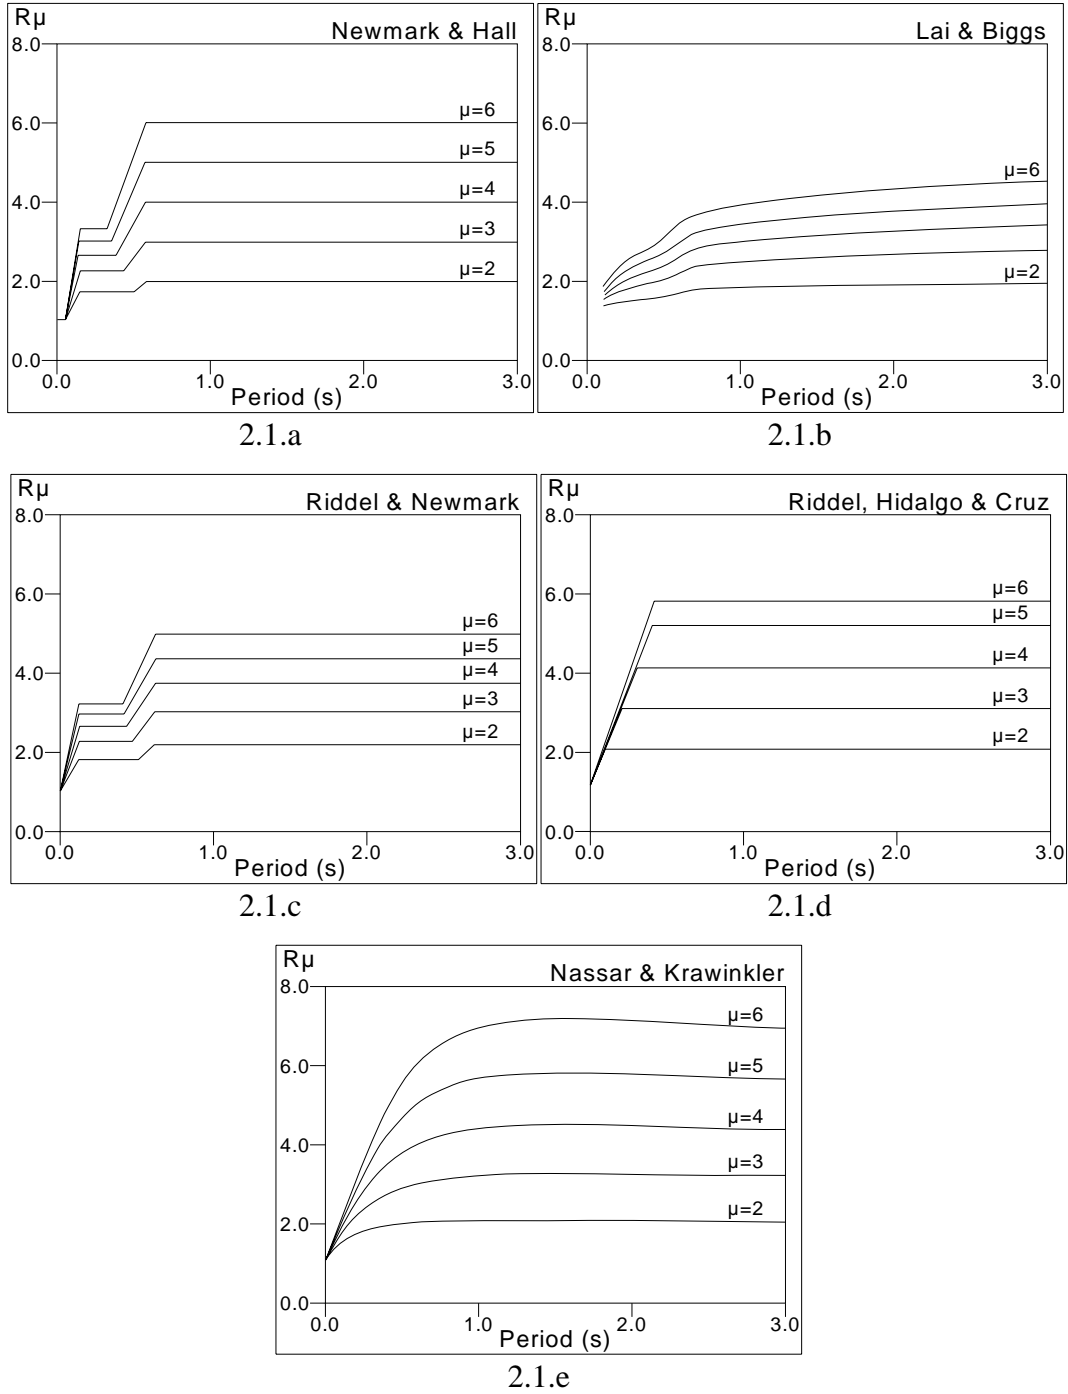 Rμ
Newmark & Hall
8.0
6.0
4.0
2.0
0.0
μ=6
μ=5
μ=4
μ=3
μ=2
0.0 1.0 2.0 3.0
Period (s)
2.1.a
Rμ
Lai & Biggs
8.0
6.0
4.0
2.0
0.0
μ=6
μ=2
0.0 1.0 2.0 3.0
Period (s)
2.1.b
Rμ
Riddel & Newmark
8.0
6.0
4.0
2.0
0.0
μ=6
μ=5
μ=4
μ=3
μ=2
0.0 1.0 2.0 3.0
Period (s)
2.1.c
Rμ
Riddel, Hidalgo & Cruz
8.0
6.0
4.0
2.0
0.0
μ=6
μ=5
μ=4
μ=3
μ=2
0.0 1.0 2.0 3.0
Period (s)
2.1.d
Rμ
Nassar & Krawinkler
8.0
6.0
4.0
2.0
0.0
μ=6
μ=5
μ=4
μ=3
μ=2
0.0 1.0 2.0 3.0
Period (s)
2.1.e